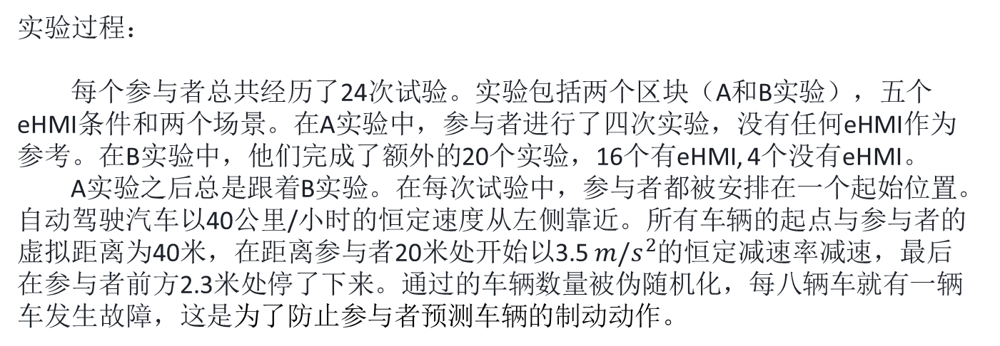 实验过程：
每个参与者总共经历了24次试验。实验包括两个区块（A和B实验），五个
eHMI条件和两个场景。在A实验中，参与者进行了四次实验，没有任何eHMI作为
参考。在B实验中，他们完成了额外的20个实验，16个有eHMI, 4个没有eHMI。
A实验之后总是跟着B实验。在每次试验中，参与者都被安排在一个起始位置。
自动驾驶汽车以40公里/小时的恒定速度从左侧靠近。所有车辆的起点与参与者的
虚拟距离为40米，在距离参与者20米处开始以3.5 m/s²的恒定减速率减速，最后
在参与者前方2.3米处停了下来。通过的车辆数量被伪随机化，每八辆车就有一辆
车发生故障，这是为了防止参与者预测车辆的制动动作。